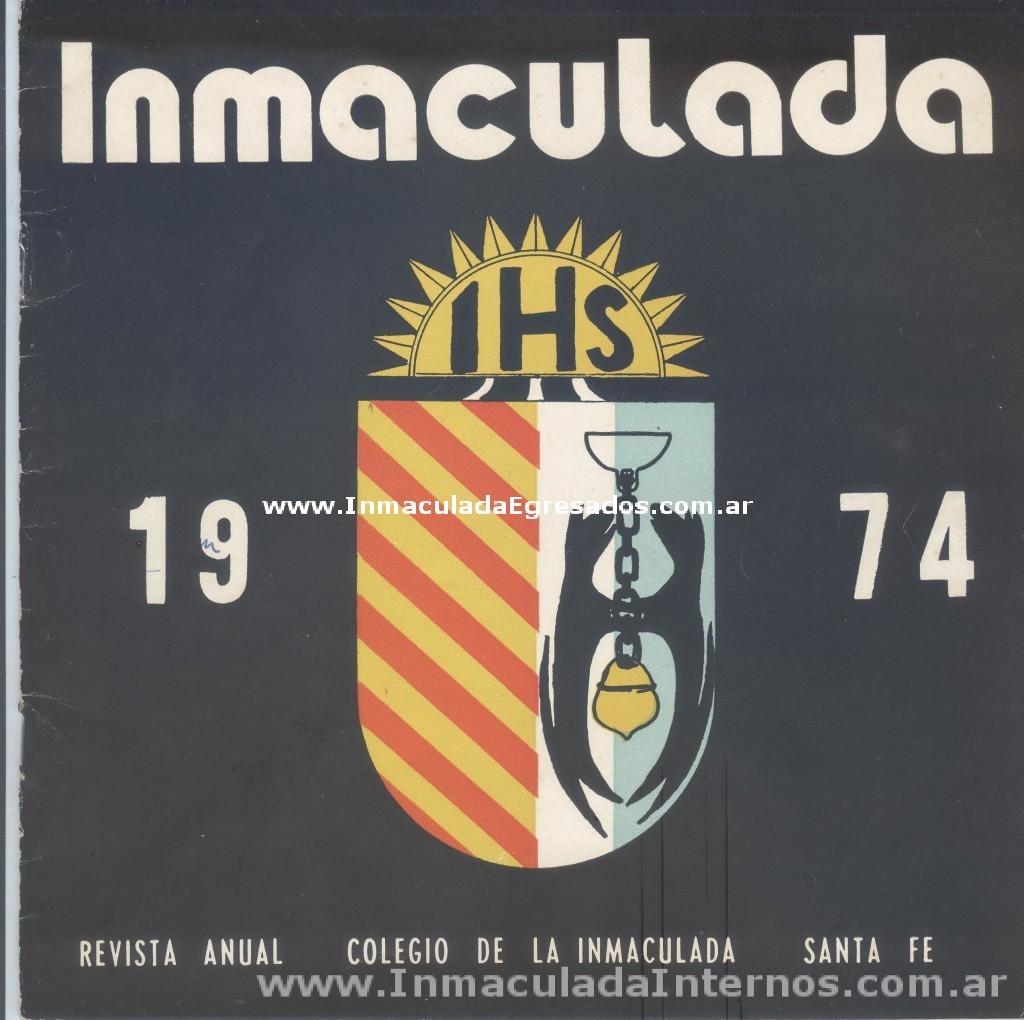 Inmaculada
IHS
19 74
www.InmaculadaEgresados.com.ar
REVISTA ANUAL COLEGIO DE LA INMACULADA SANTA FE
www.InmaculadaInternos.com.ar